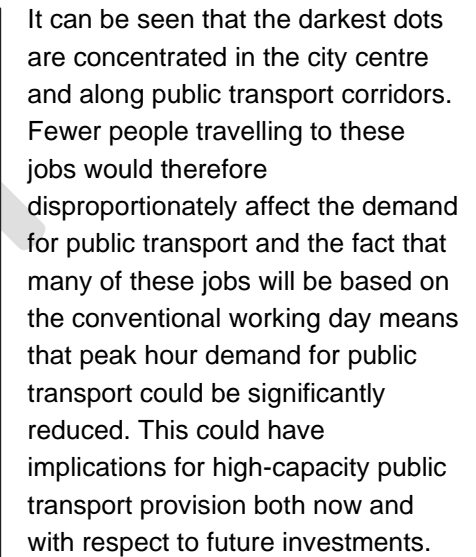 It can be seen that the darkest dots
are concentrated in the city centre
and along public transport corridors.
Fewer people travelling to these
jobs would therefore
disproportionately affect the demand
for public transport and the fact that
many of these jobs will be based on
the conventional working day means
that peak hour demand for public
transport could be significantly
reduced. This could have
implications for high-capacity public
transport provision both now and
with respect to future investments.